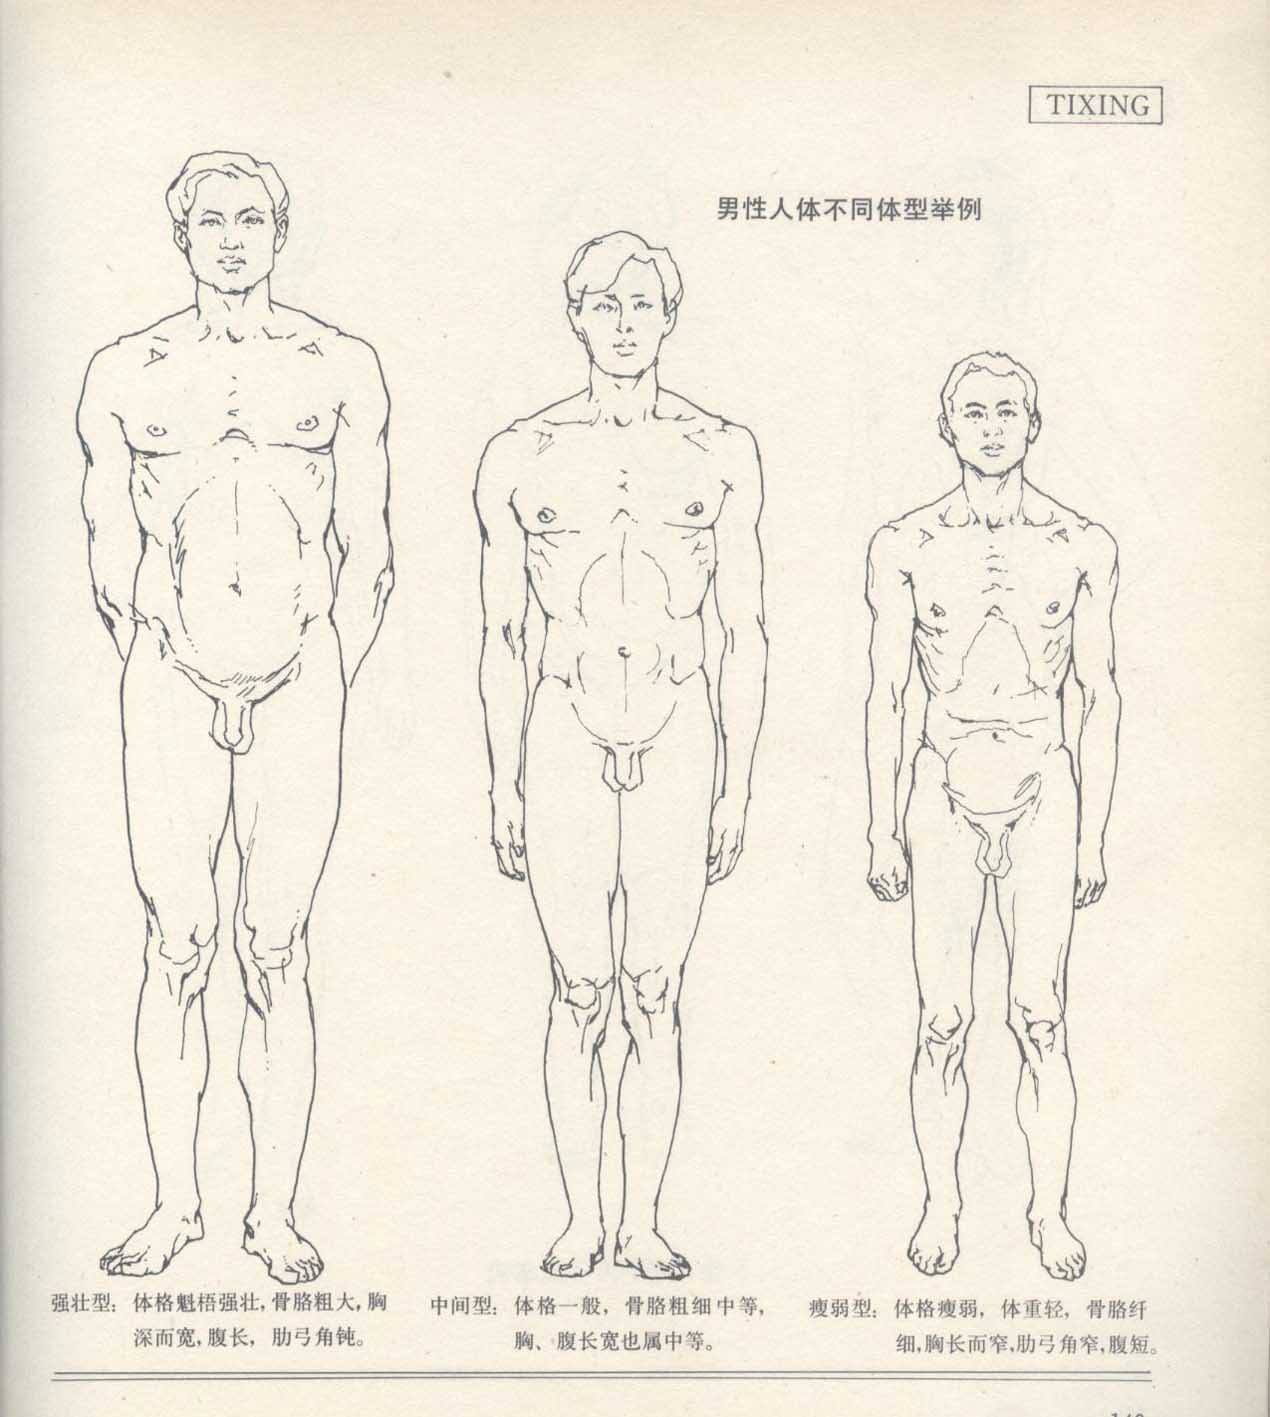 TIXING
男性人体不同体型举例
强壮型：体格魁梧强壮，骨胳粗大，胸
深而宽，腹长，肋弓角钝。
中间型：体格一般，骨胳粗细中等，
胸、腹长宽也属中等。
瘦弱型：体格瘦弱，体重轻，骨胳纤
细，胸长而窄，肋弓角窄，腹短。